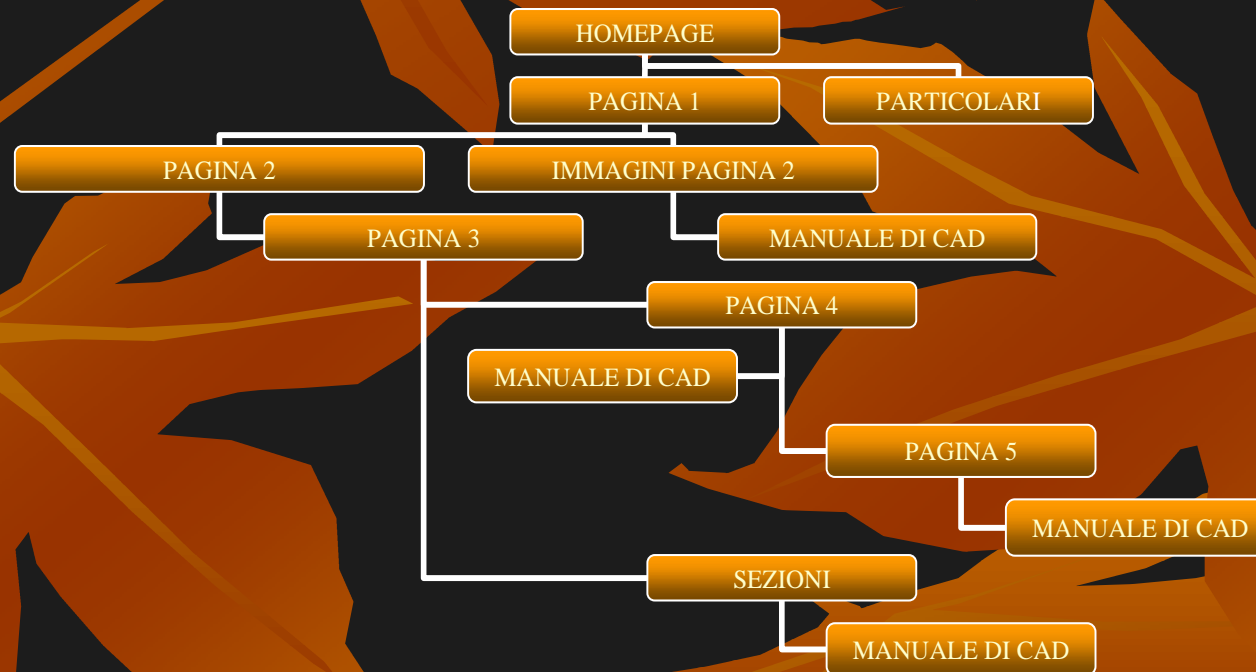 HOMEPAGE
PAGINA 1
PARTICOLARI
PAGINA 2
IMMAGINI PAGINA 2
PAGINA 3
MANUALE DI CAD
PAGINA 4
MANUALE DI CAD
PAGINA 5
MANUALE DI CAD
SEZIONI
MANUALE DI CAD